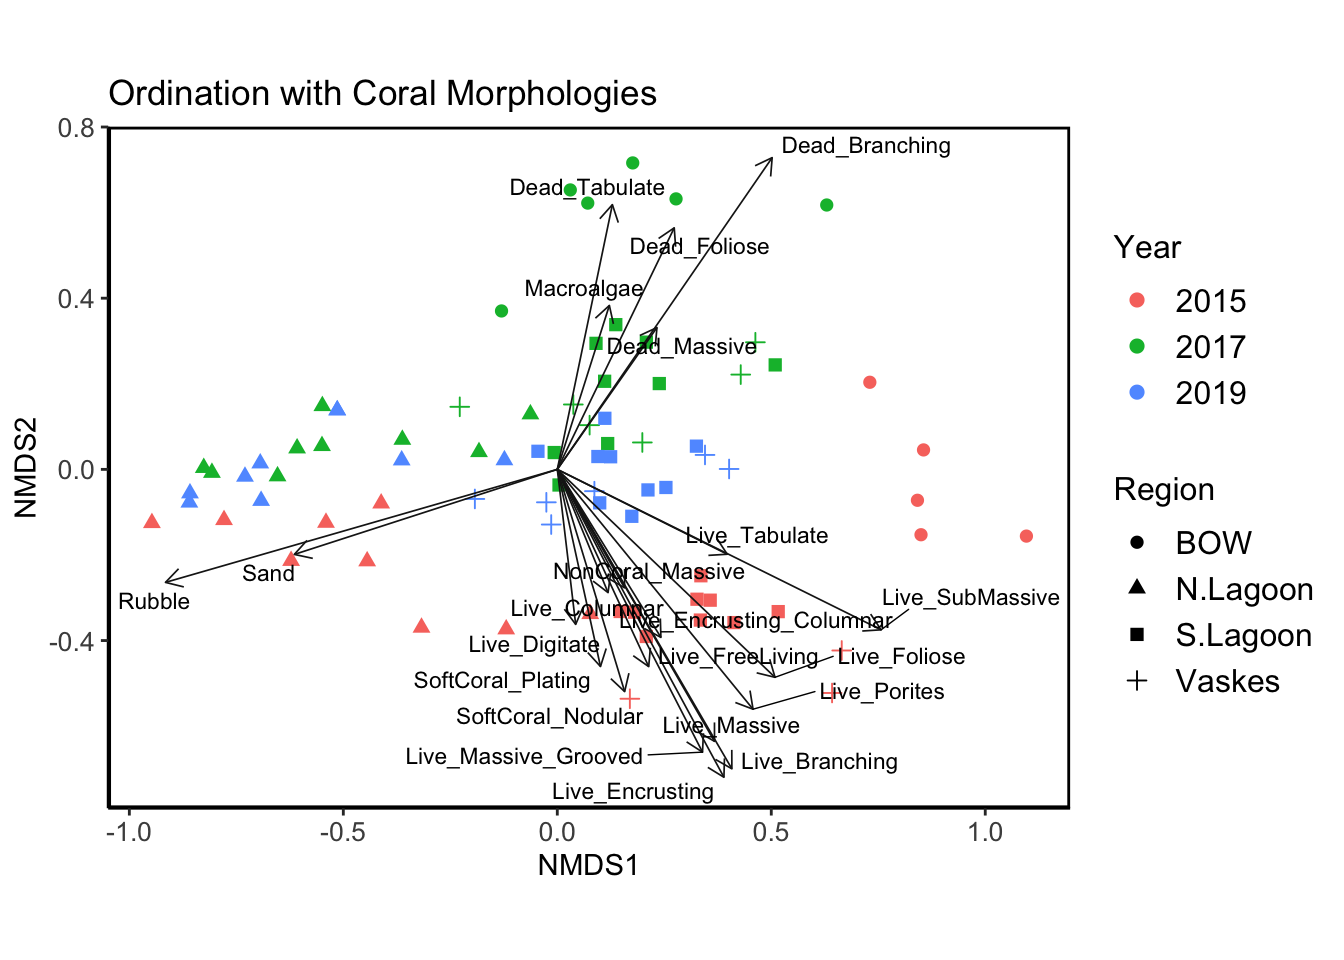 Ordination with Coral Morphologies
0.8
0.4
0.0
-0.4
NMDS2
Dead_Branching
Dead_Tabulate
Dead_Foliose
Macroalgae
Dead_Massive
Live_Tabulate
NonCoral_Massive
Sand
Rubble
Live_SubMassive
Live_Columnar
Live_Encrusting_Columnar
Live_Digitate
Live_FreeLiving
Live_Foliose
SoftCoral_Plating
Live_Porites
SoftCoral_Nodular
Live_Massive
Live_Massive_Grooved
Live_Branching
Live_Encrusting
-1.0
-0.5
0.0
0.5
1.0
NMDS1
Year
2015
2017
2019
Region
BOW
N.Lagoon
S.Lagoon
Vaskes